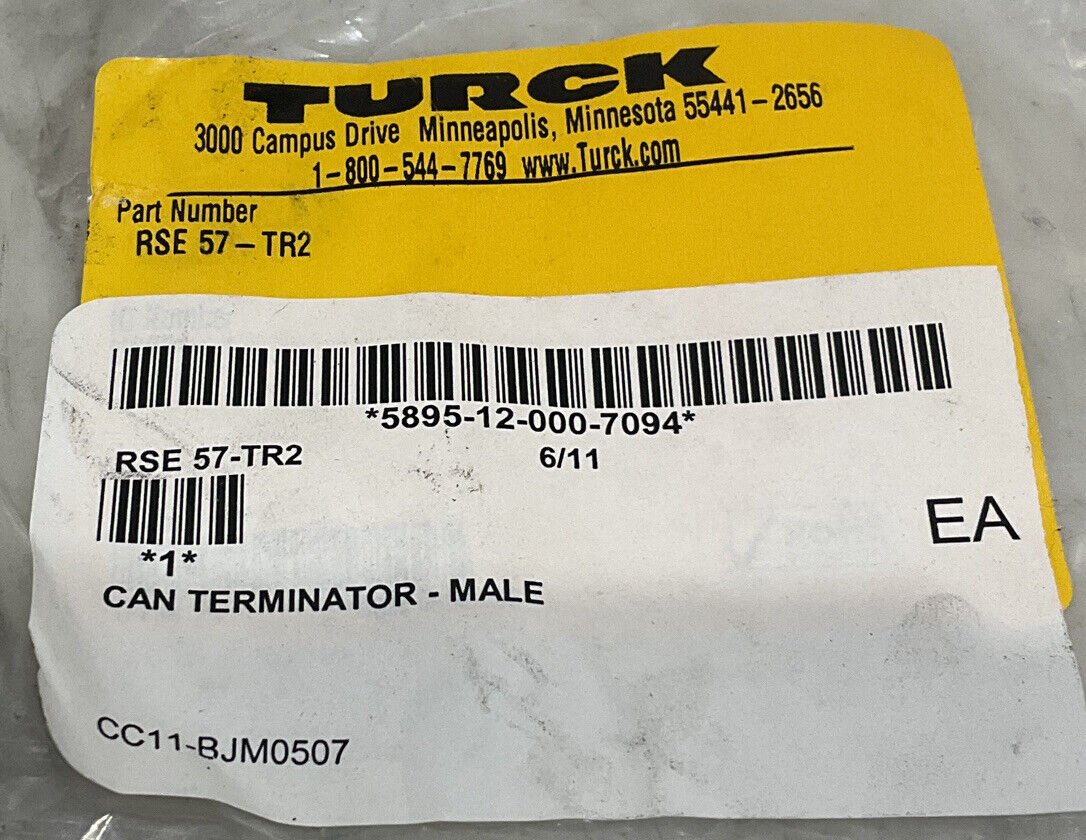 TURCK
3000 Campus Drive Minneapolis, Minnesota 55441-2656
1-800-544-7769 www.Turck.com
Part Number
RSE 57-TR2
*5895-12-000-7094*
RSE 57-TR2 6/11
*1*
EA
CAN TERMINATOR - MALE
CC11-BJM0507